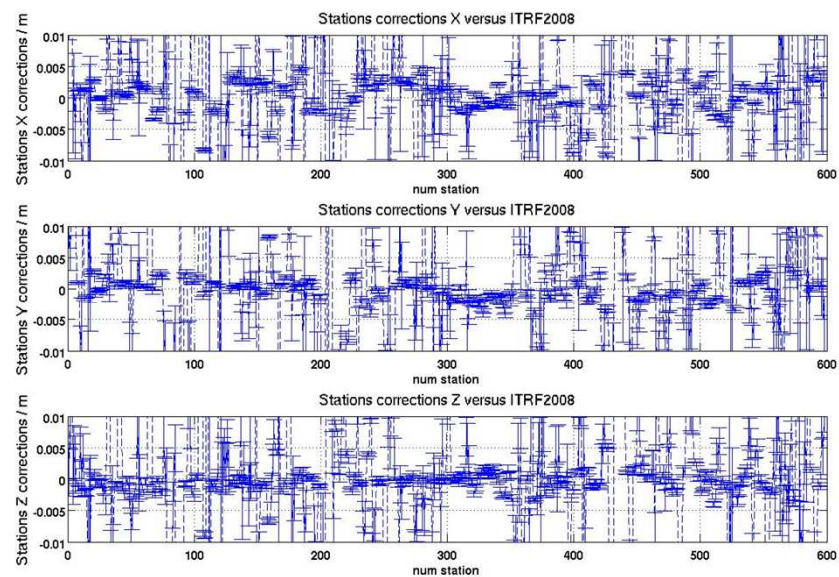 Stations corrections X versus ITRF2008
Stations X corrections / m
0.01
0.005
0
-0.005
-0.01
0 100 200 300 400 500 600
num station
Stations corrections Y versus ITRF2008
Stations Y corrections / m
0.01
0.005
0
-0.005
-0.01
0 100 200 300 400 500 600
num station
Stations corrections Z versus ITRF2008
Stations Z corrections / m
0.01
0.005
0
-0.005
-0.01
0 100 200 300 400 500 600
num station